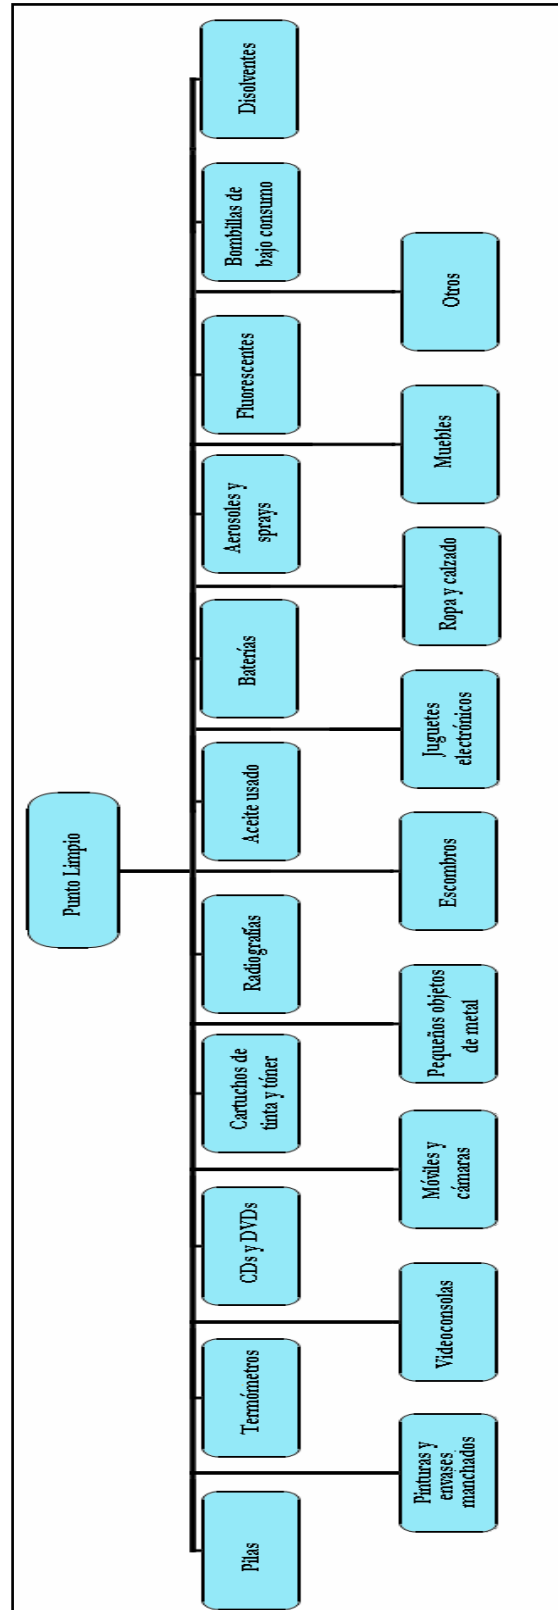 Punto Limpio
Pilas
Termómetros
CDs y DVDs
Cartuchos de
tinta y tóner
Radiografías
Aceite usado
Baterías
Aerosoles y
sprays
Fluorescentes
Bombillas de
bajo consumo
Disolventes
Pinturas y
envases
manchados
Videoconsolas
Móviles y
cámaras
Pequeños objetos
de metal
Escombros
Juguetes
electrónicos
Ropa y calzado
Muebles
Otros